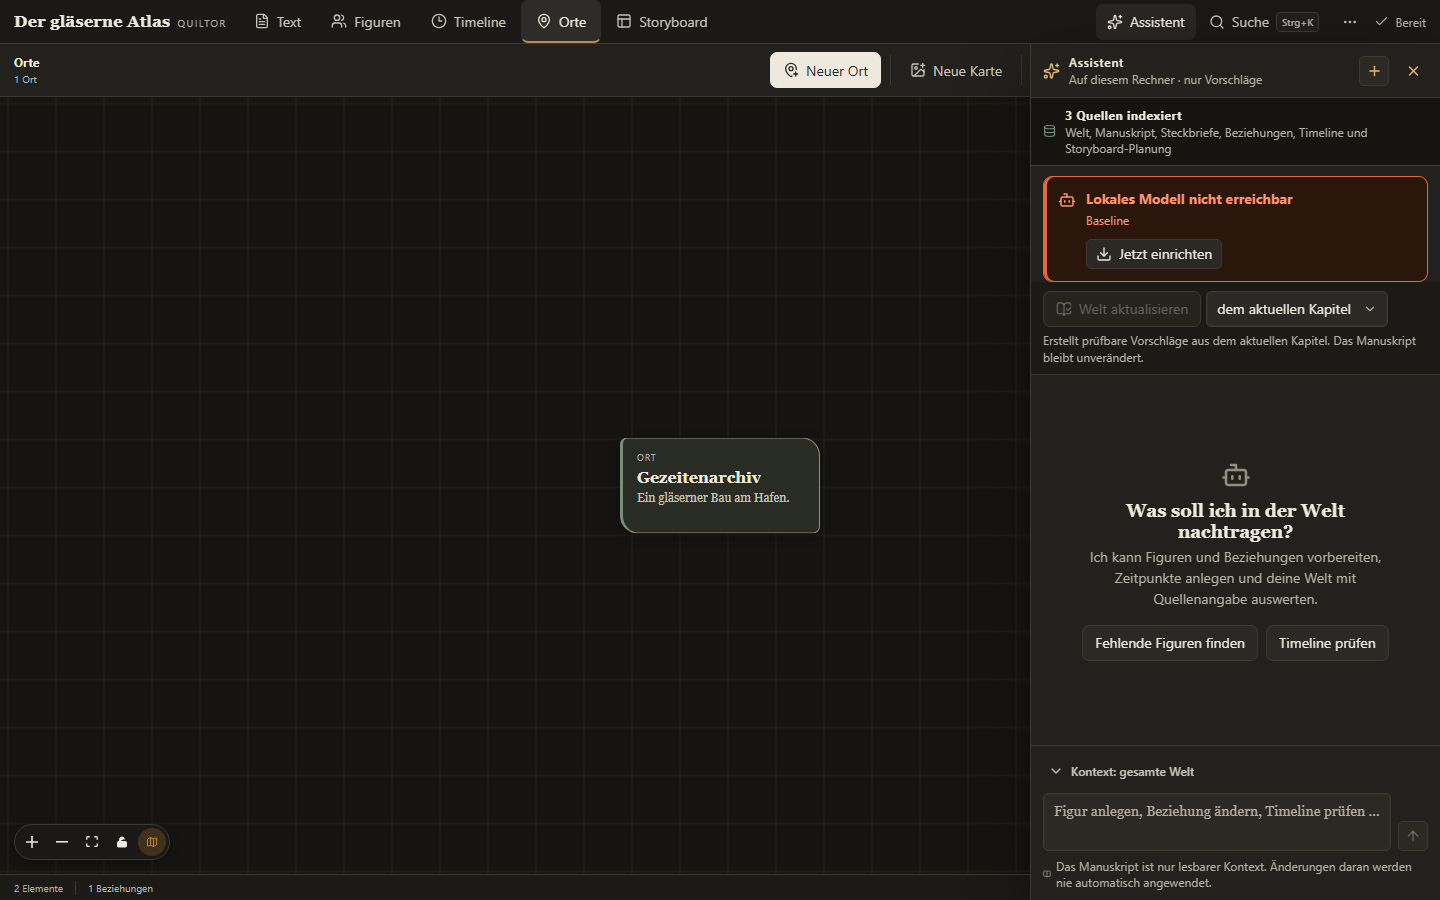 Der gläserne Atlas QUILTOR
Text
Figuren
Timeline
Orte
Storyboard
Assistent
Suche Strg+K
Bereit
Orte
1 Ort
Neuer Ort
Neue Karte
Assistent
Auf diesem Rechner · nur Vorschläge
3 Quellen indexiert
Welt, Manuskript, Steckbriefe, Beziehungen, Timeline und
Storyboard-Planung
Lokales Modell nicht erreichbar
Baseline
Jetzt einrichten
Welt aktualisieren
dem aktuellen Kapitel
Erstellt prüfbare Vorschläge aus dem aktuellen Kapitel. Das Manuskript
bleibt unverändert.
ORT
Gezeitenarchiv
Ein gläserner Bau am Hafen.
Was soll ich in der Welt
nachtragen?
Ich kann Figuren und Beziehungen vorbereiten,
Zeitpunkte anlegen und deine Welt mit
Quellenangabe auswerten.
Fehlende Figuren finden
Timeline prüfen
Kontext: gesamte Welt
Figur anlegen, Beziehung ändern, Timeline prüfen ...
Das Manuskript ist nur lesbarer Kontext. Änderungen daran werden
nie automatisch angewendet.
2 Elemente
1 Beziehungen